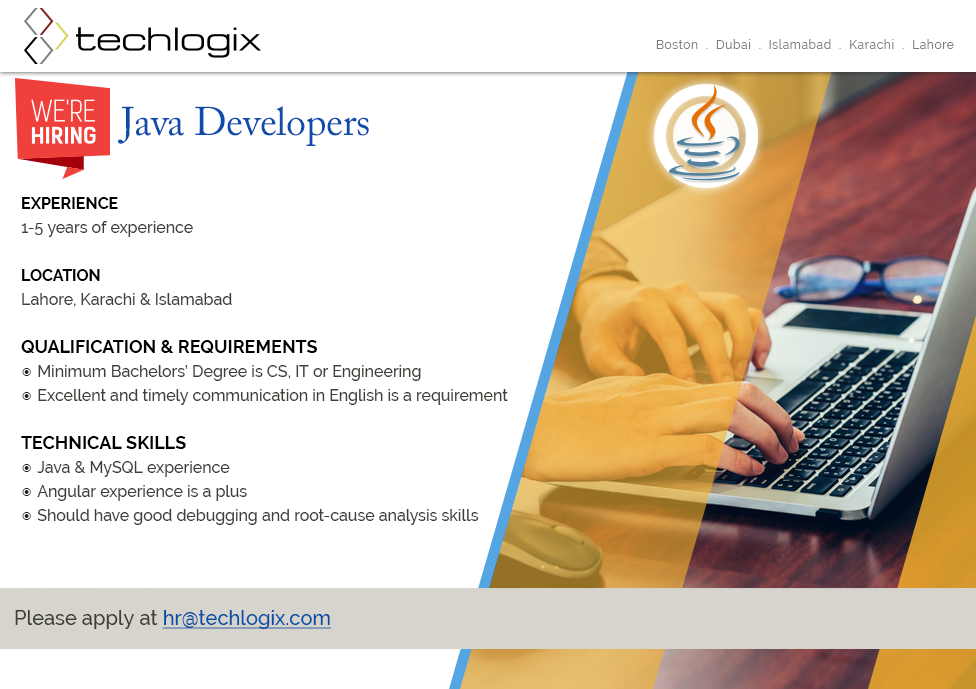 techlogix
Boston . Dubai . Islamabad . Karachi . Lahore
WE'RE
HIRING
Java Developers
EXPERIENCE
1-5 years of experience
LOCATION
Lahore, Karachi & Islamabad
QUALIFICATION & REQUIREMENTS
Minimum Bachelors' Degree is CS, IT or Engineering
Excellent and timely communication in English is a requirement
TECHNICAL SKILLS
Java & MySQL experience
Angular experience is a plus
Should have good debugging and root-cause analysis skills
Please apply at hr@techlogix.com